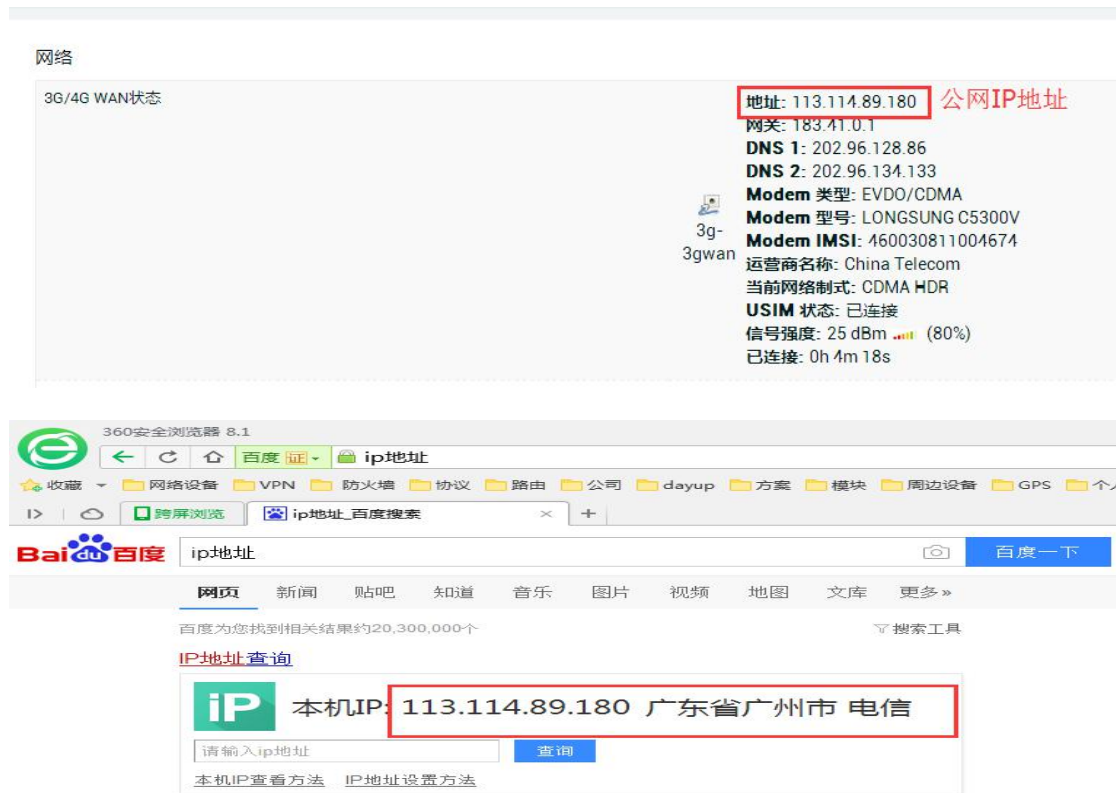 网络
3G/4G WAN状态
地址: 113.114.89.180 公网IP地址
网关: 183.41.0.1
DNS 1: 202.96.128.86
DNS 2: 202.96.134.133
Modem 类型: EVDO/CDMA
Modem 型号: LONGSUNG C5300V
Modem IMSI: 460030811004674
运营商名称: China Telecom
当前网络制式: CDMA HDR
USIM 状态: 已连接
信号强度: 25 dBm (80%)
已连接: 0h 4m 18s
3g-
3gwan
360安全浏览器 8.1
百度 证 ip地址
收藏 网络设备 VPN 防火墙 协议 路由 公司 dayup 方案 模块 周边设备 GPS 个人
跨屏浏览 ip地址_百度搜索
Bai du 百度 ip地址 百度一下
网页 新闻 贴吧 知道 音乐 图片 视频 地图 文库 更多»
百度为您找到相关结果约20,300,000个 搜索工具
IP地址查询
iP 本机IP: 113.114.89.180 广东省广州市 电信
请输入ip地址 查询
本机IP查看方法 IP地址设置方法